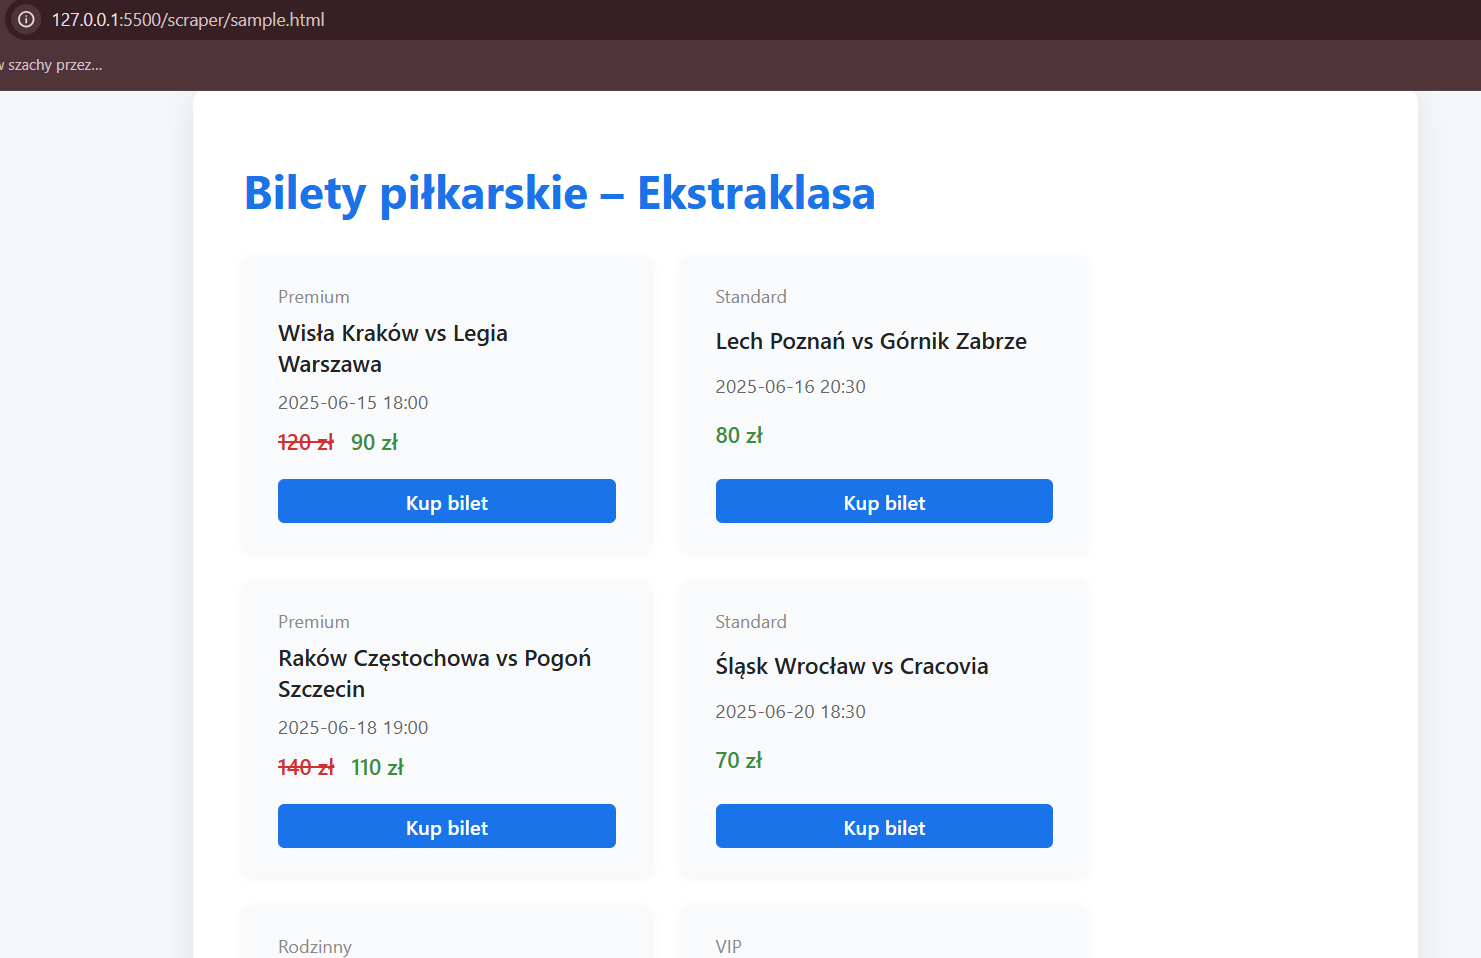 127.0.0.1:5500/scraper/sample.html
w szachy przez...
Bilety piłkarskie – Ekstraklasa
Premium
Wisła Kraków vs Legia
Warszawa
2025-06-15 18:00
120 zł 90 zł
Kup bilet
Standard
Lech Poznań vs Górnik Zabrze
2025-06-16 20:30
80 zł
Kup bilet
Premium
Raków Częstochowa vs Pogoń
Szczecin
2025-06-18 19:00
140 zł 110 zł
Kup bilet
Standard
Śląsk Wrocław vs Cracovia
2025-06-20 18:30
70 zł
Kup bilet
Rodzinny
VIP